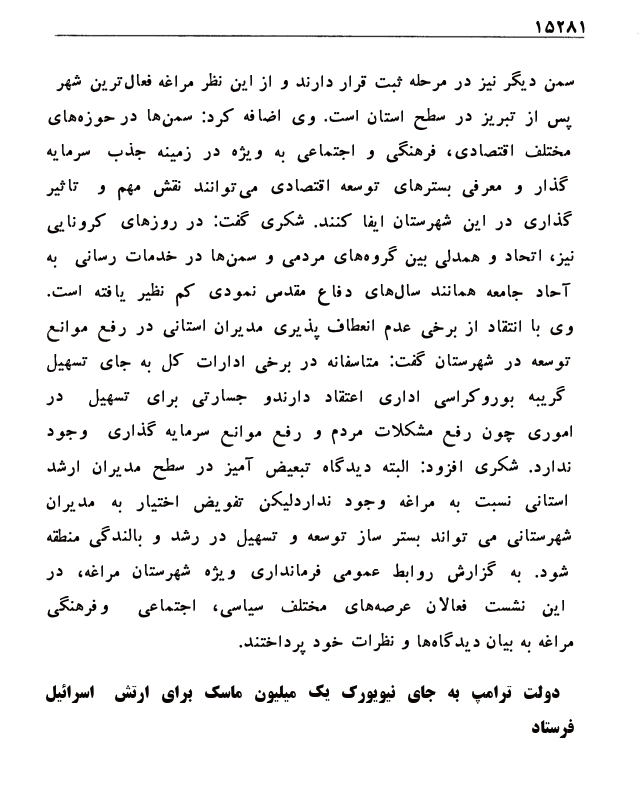 ۱۵۲۸۱
سمن دیگر نیز در مرحله ثبت قرار دارند و از این نظر مراغه فعال‌ترین شهر
پس از تبریز در سطح استان است. وی اضافه کرد: سمن‌ها در حوزه‌های
مختلف اقتصادی، فرهنگی و اجتماعی به ویژه در زمینه جذب سرمایه
گذار و معرفی بسترهای توسعه اقتصادی می‌توانند نقش مهم و تاثیر
گذاری در این شهرستان ایفا کنند. شکری گفت: در روزهای کرونایی
نیز، اتحاد و همدلی بین گروه‌های مردمی و سمن‌ها در خدمات رسانی به
آحاد جامعه همانند سال‌های دفاع مقدس نمودی کم نظیر یافته است.
وی با انتقاد از برخی عدم انعطاف پذیری مدیران استانی در رفع موانع
توسعه در شهرستان گفت: متاسفانه در برخی ادارات کل به جای تسهیل
گریبه بوروکراسی اداری اعتقاد دارندو جسارتی برای تسهیل در
اموری چون رفع مشکلات مردم و رفع موانع سرمایه گذاری وجود
ندارد. شکری افزود: البته دیدگاه تبعیض آمیز در سطح مدیران ارشد
استانی نسبت به مراغه وجود نداردلیکن تفویض اختیار به مدیران
شهرستانی می تواند بستر ساز توسعه و تسهیل در رشد و بالندگی منطقه
شود. به گزارش روابط عمومی فرمانداری ویژه شهرستان مراغه، در
این نشست فعالان عرصه‌های مختلف سیاسی، اجتماعی وفرهنگی
مراغه به بیان دیدگاه‌ها و نظرات خود پرداختند.
دولت ترامپ به جای نیویورک یک میلیون ماسک برای ارتش اسرائیل
فرستاد